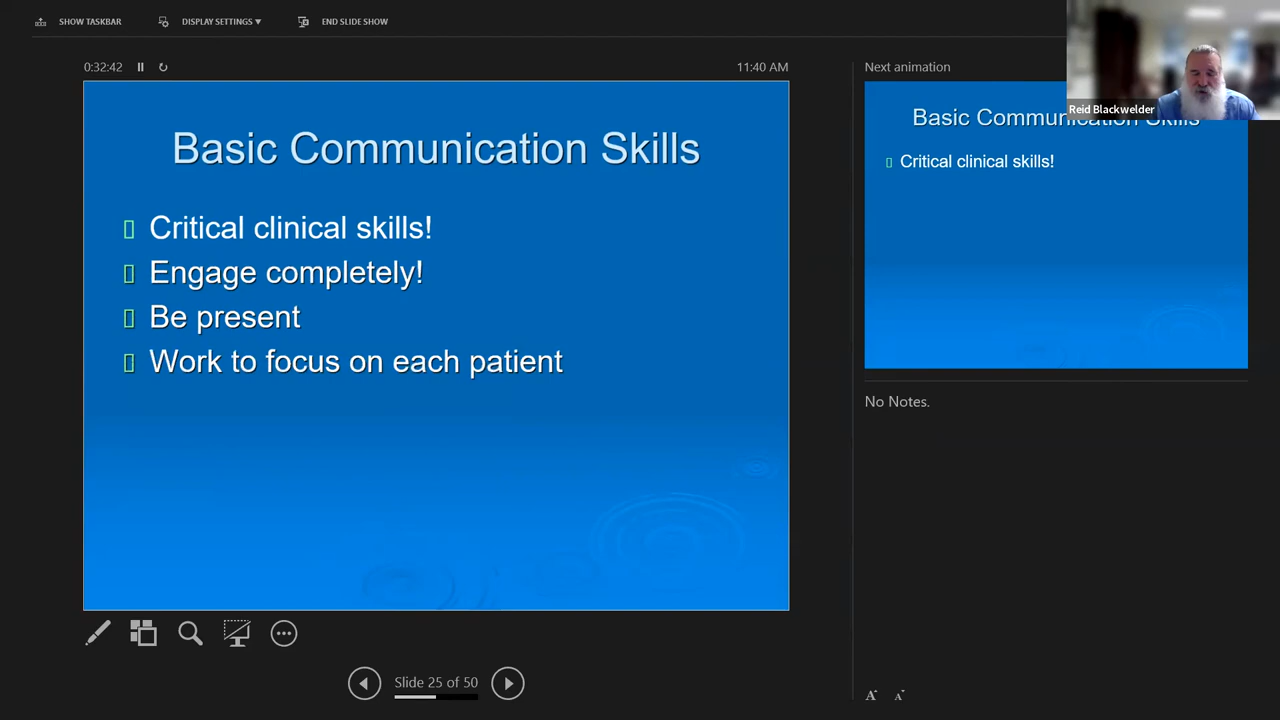 SHOW TASKBAR
DISPLAY SETTINGS
END SLIDE SHOW
0:32:42
11:40 AM
Basic Communication Skills
Critical clinical skills!
Engage completely!
Be present
Work to focus on each patient
Slide 25 of 50
Next animation
Reid Blackwelder
Basic Communication Skills
Critical clinical skills!
No Notes.
A A